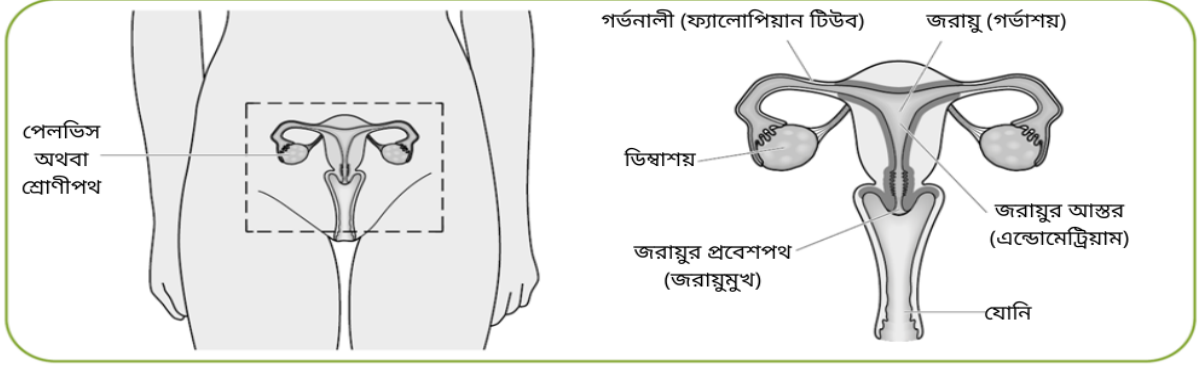 পেলভিস
অথবা
শ্রোণীপথ
গর্ভনালী (ফ্যালোপিয়ান টিউব)
জরায়ু (গর্ভাশয়)
ডিম্বাশয়
জরায়ুর আস্তর
(এন্ডোমেট্রিয়াম)
জরায়ুর প্রবেশপথ
(জরায়ুমুখ)
যোনি